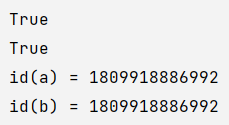 True
True
id(a) = 1809918886992
id(b) = 1809918886992